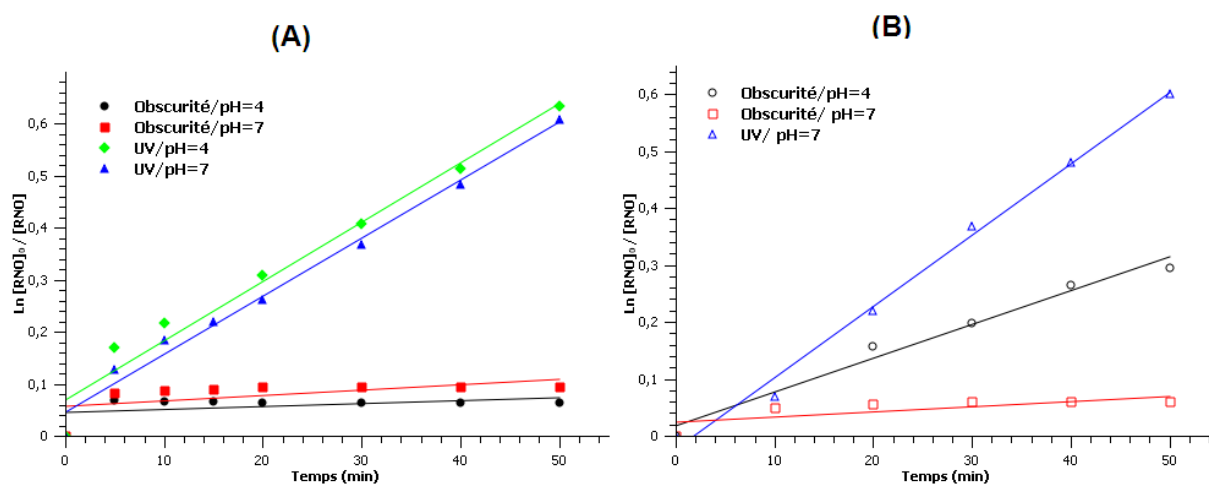 (A)
Obscurité/pH=4
Obscurité/pH=7
UV/pH=4
UV/pH=7
0,6
0,5
0,4
0,3
0,2
0,1
0
Ln [RNO]₀ / [RNO]
0 10 20 30 40 50
Temps (min)
(B)
Obscurité/pH=4
Obscurité/ pH=7
UV/ pH=7
0,6
0,5
0,4
0,3
0,2
0,1
0
Ln [RNO]₀ / [RNO]
0 10 20 30 40 50
Temps (min)